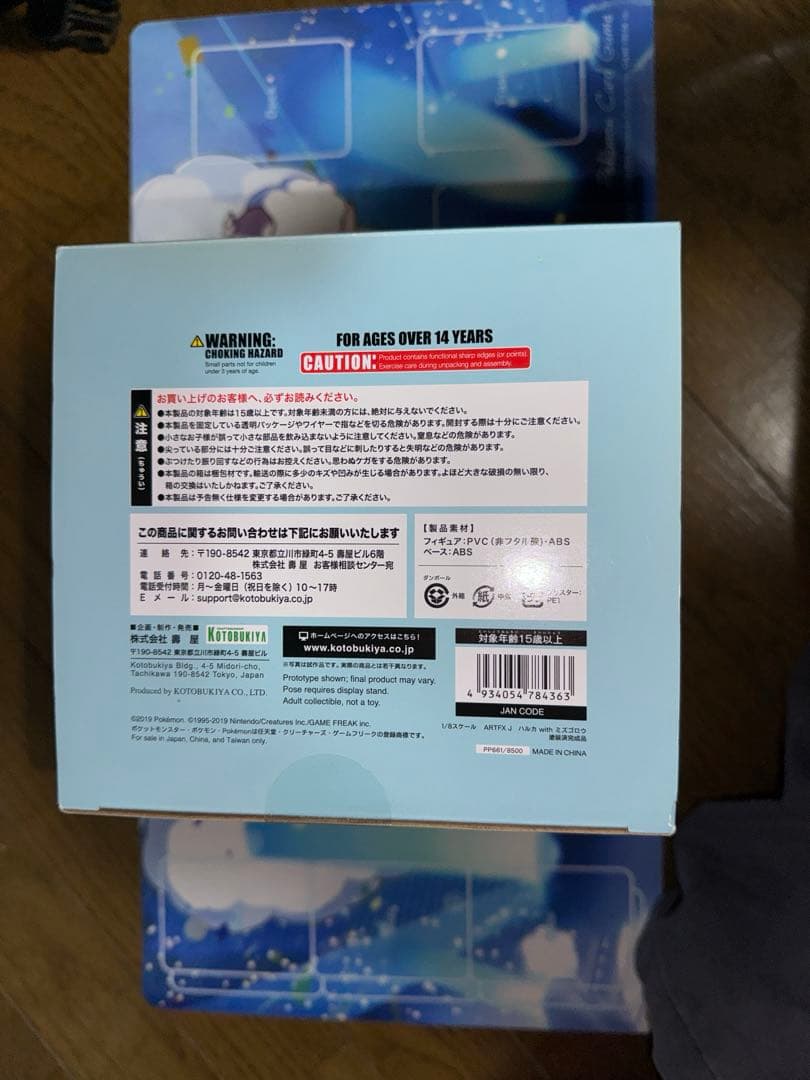 Pokémon Card Game
WARNING:
CHOKING HAZARD
Small parts not for children
under 3 years of age.
FOR AGES OVER 14 YEARS
CAUTION: Product contains functional sharp edges (or points).
Exercise care during unpacking and assembly.
注意(ちゅうい)
お買い上げのお客様へ、必ずお読みください。
●本製品の対象年齢は15歳以上です。対象年齢未満の方には、絶対に与えないでください。
●本製品を固定している透明パッケージやワイヤーで指などを切る危険があります。開封する際は十分にご注意ください。
●小さなお子様が誤って小さな部品を飲み込まないように注意してください。窒息などの危険があります。
●尖っている部分には十分ご注意ください。誤って目などに刺したりすると失明などの危険があります。
●ぶつけたり振り回すなどの行為はお控えください。思わぬケガをする危険があります。
●本製品の箱は梱包材です。輸送の際に多少のキズや凹みが生じる場合があります。よほど大きな破損の無い限り、
箱の交換はいたしかねます。ご了承ください。
●本製品は予告無く仕様を変更する場合があります。ご了承ください。
この商品に関するお問い合わせは下記にお願いいたします
連絡先:〒190-8542 東京都立川市緑町4-5 壽屋ビル6階
株式会社 壽屋 お客様相談センター宛
電話番号:0120-48-1563
電話受付時間:月~金曜日(祝日を除く)10~17時
Eメール:support@kotobukiya.co.jp
【製品素材】
フィギュア:PVC(非フタル酸)・ABS
ベース:ABS
ダンボール
外箱
紙
PET
■企画・制作・発売■
株式会社 壽屋 KOTOBUKIYA
〒190-8542 東京都立川市緑町4-5 壽屋ビル
Kotobukiya Bldg., 4-5 Midori-cho,
Tachikawa 190-8542 Tokyo, Japan
Produced by KOTOBUKIYA CO., LTD.
ホームページへのアクセスはこちら!
www.kotobukiya.co.jp
※写真は試作品です。実際の商品とは若干異なります。
Prototype shown; final product may vary.
Pose requires display stand.
Adult collectible, not a toy.
対象年齢15歳以上
4 934054 784363
JAN CODE
©2019 Pokémon. ©1995-2019 Nintendo/Creatures Inc./GAME FREAK inc.
ポケットモンスター・ポケモン・Pokémonは任天堂・クリーチャーズ・ゲームフリークの登録商標です。
For sale in Japan, China, and Taiwan only.
1/8スケール ARTFX J ハルカ with ミズゴロウ
塗装済完成品
PP661/8500 MADE IN CHINA